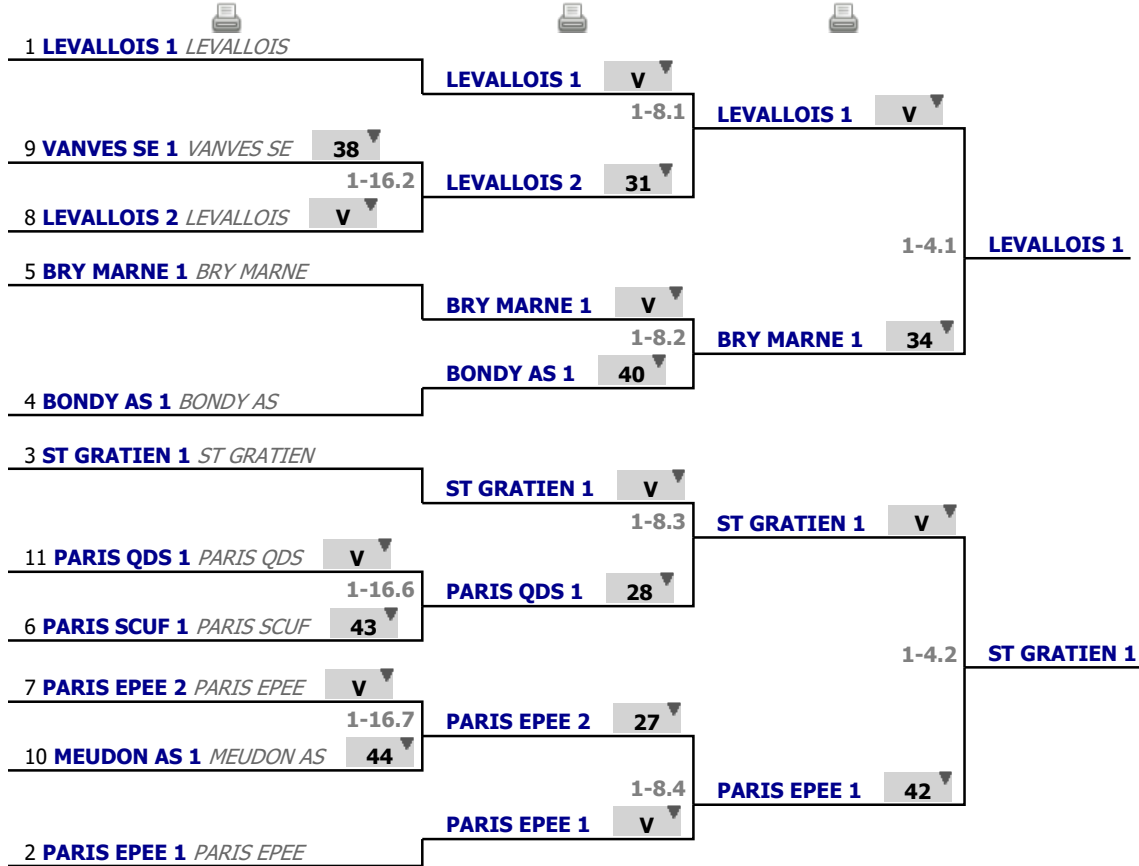 1 LEVALLOIS 1 LEVALLOIS
LEVALLOIS 1 V
1-8.1
LEVALLOIS 1 V
9 VANVES SE 1 VANVES SE 38
1-16.2
LEVALLOIS 2 31
8 LEVALLOIS 2 LEVALLOIS V
1-4.1
LEVALLOIS 1
5 BRY MARNE 1 BRY MARNE
BRY MARNE 1 V
1-8.2
BRY MARNE 1 34
BONDY AS 1 40
4 BONDY AS 1 BONDY AS
3 ST GRATIEN 1 ST GRATIEN
ST GRATIEN 1 V
1-8.3
ST GRATIEN 1 V
11 PARIS QDS 1 PARIS QDS V
1-16.6
PARIS QDS 1 28
6 PARIS SCUF 1 PARIS SCUF 43
1-4.2
ST GRATIEN 1
7 PARIS EPEE 2 PARIS EPEE V
1-16.7
PARIS EPEE 2 27
10 MEUDON AS 1 MEUDON AS 44
1-8.4
PARIS EPEE 1 42
PARIS EPEE 1 V
2 PARIS EPEE 1 PARIS EPEE